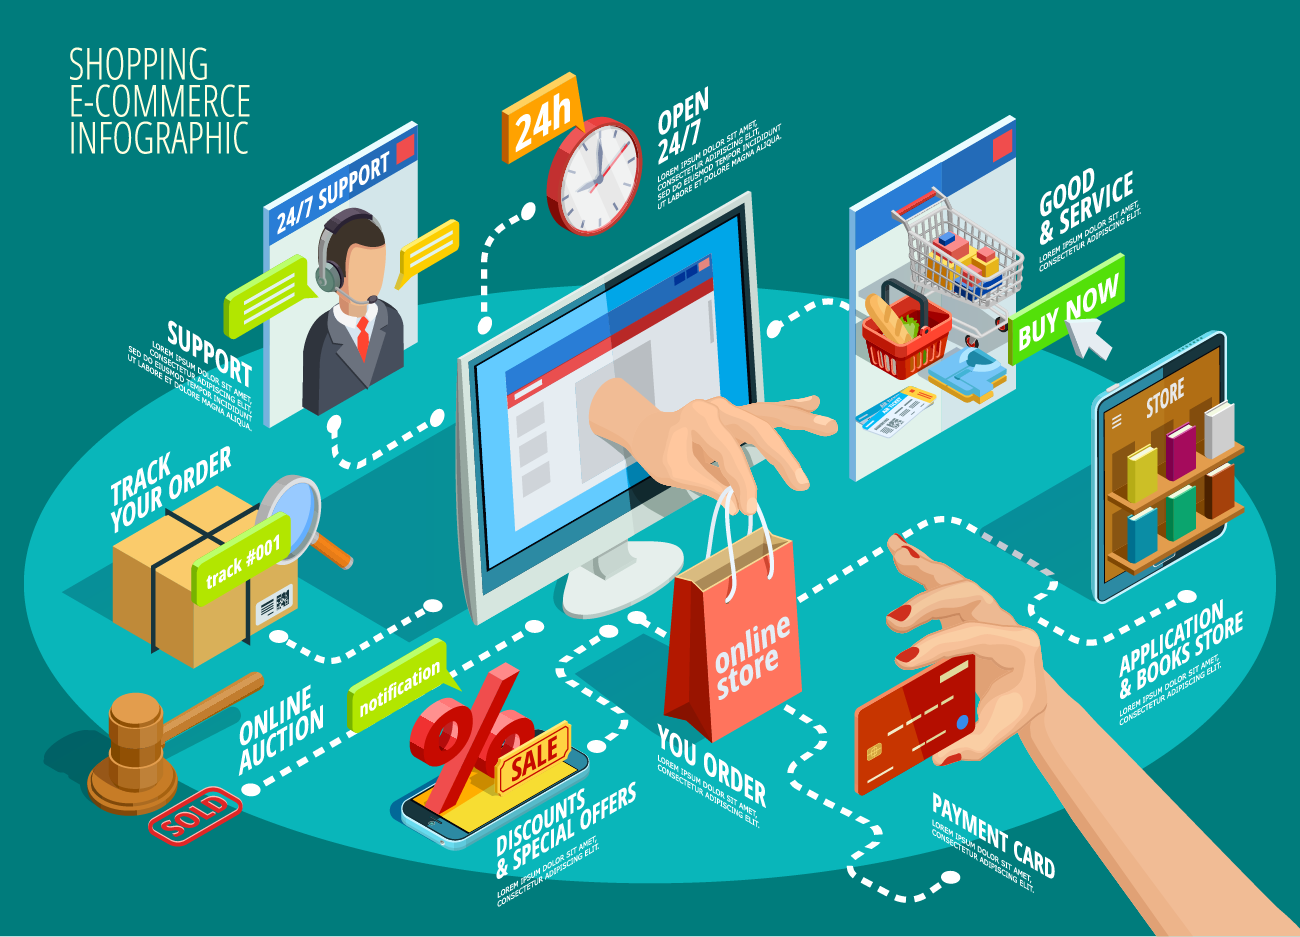 SHOPPING
E-COMMERCE
INFOGRAPHIC
24/7 SUPPORT
SUPPORT
LOREM IPSUM DOLOR SIT AMET,
CONSECTETUR ADIPISCING ELIT,
SED DO EIUSMOD TEMPOR INCIDIDUNT
UT LABORE ET DOLORE MAGNA ALIQUA.
24h
OPEN
24/7
LOREM IPSUM DOLOR SIT AMET,
CONSECTETUR ADIPISCING ELIT,
SED DO EIUSMOD TEMPOR INCIDIDUNT
UT LABORE ET DOLORE MAGNA ALIQUA.
GOOD
& SERVICE
LOREM IPSUM DOLOR SIT AMET,
CONSECTETUR ADIPISCING ELIT.
BUY NOW
STORE
APPLICATION
& BOOKS STORE
LOREM IPSUM DOLOR SIT AMET,
CONSECTETUR ADIPISCING ELIT.
TRACK
YOUR ORDER
track #001
ONLINE
AUCTION
SOLD
notification
%
SALE
DISCOUNTS
& SPECIAL OFFERS
LOREM IPSUM DOLOR SIT AMET,
CONSECTETUR ADIPISCING ELIT.
online
store
YOU ORDER
LOREM IPSUM DOLOR SIT AMET,
CONSECTETUR ADIPISCING ELIT.
PAYMENT CARD
LOREM IPSUM DOLOR SIT AMET,
CONSECTETUR ADIPISCING ELIT.